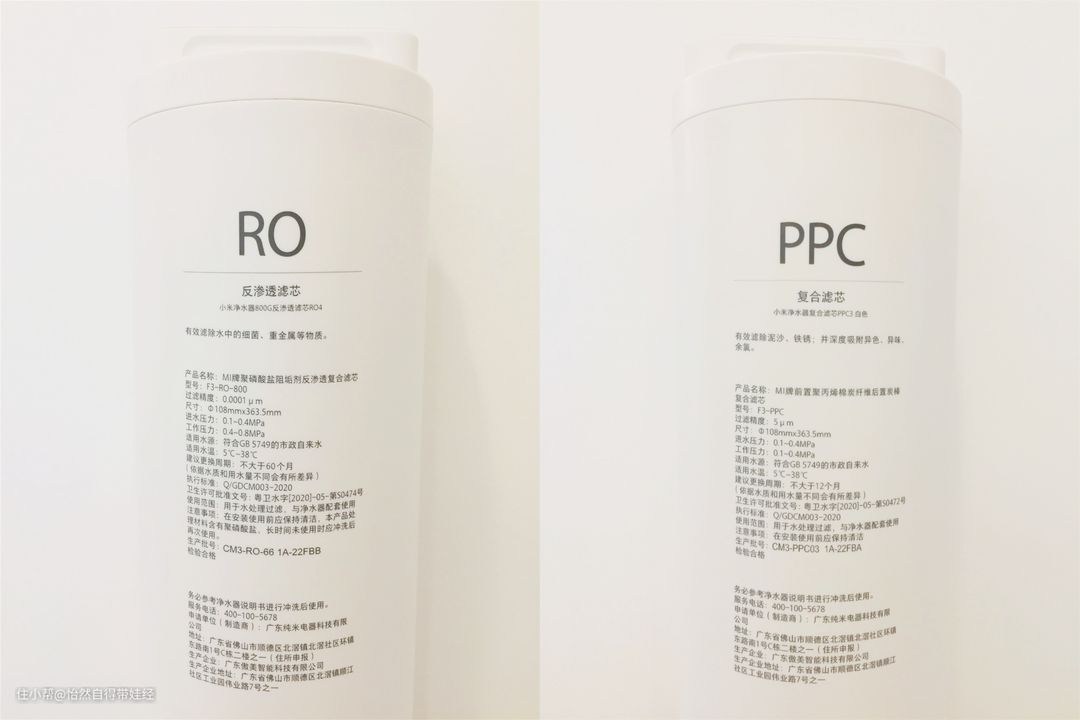 RO
反渗透滤芯
小米净水器800G反渗透滤芯RO4
有效滤除水中的细菌、重金属等物质。
产品名称：MI牌聚磷酸盐阻垢剂反渗透复合滤芯
型号：F3-RO-800
过滤精度：0.0001μm
尺寸：Φ108mmx363.5mm
进水压力：0.1~0.4MPa
工作压力：0.4~0.8MPa
适用水源：符合GB 5749的市政自来水
适用水温：5℃~38℃
建议更换周期：不大于60个月
（依据水质和用水量不同会有所差异）
执行标准：Q/GDCM003-2020
卫生许可批准文号：粤卫水字[2020]-05-第S0474号
使用范围：用于水处理过滤，与净水器配套使用
注意事项：在安装使用前应保持清洁，本产品处
理材料含有聚磷酸盐，长时间未使用时应冲洗后
再次使用。
生产批号：CM3-RO-66 1A-22FBB
检验合格
务必参考净水器说明书进行冲洗后使用。
服务电话：400-100-5678
申请单位（制造商）：广东纯米电器科技有限
公司
地址：广东省佛山市顺德区北滘镇北滘社区环镇
东路南1号C栋二楼之一（住所申报）
生产企业：广东傲美智能科技有限公司
生产企业地址：广东省佛山市顺德区北滘镇顺江
社区工业园伟业路7号之一
PPC
复合滤芯
小米净水器复合滤芯PPC3 白色
有效滤除泥沙、铁锈；并深度吸附异色、异味、
余氯。
产品名称：MI牌前置聚丙烯棉炭纤维后置炭棒
复合滤芯
型号：F3-PPC
过滤精度：5μm
尺寸：Φ108mmx363.5mm
进水压力：0.1~0.4MPa
工作压力：0.1~0.4MPa
适用水源：符合GB 5749的市政自来水
适用水温：5℃~38℃
建议更换周期：不大于12个月
（依据水质和用水量不同会有所差异）
卫生许可批准文号：粤卫水字[2020]-05-第S0472号
执行标准：Q/GDCM003-2020
使用范围：用于水处理过滤，与净水器配套使用
注意事项：在安装使用前应保持清洁
生产批号：CM3-PPC03 1A-22FBA
检验合格
务必参考净水器说明书进行冲洗后使用。
服务电话：400-100-5678
申请单位（制造商）：广东纯米电器科技有限
公司
地址：广东省佛山市顺德区北滘镇北滘社区环镇
东路南1号C栋二楼之一（住所申报）
生产企业：广东傲美智能科技有限公司
生产企业地址：广东省佛山市顺德区北滘镇顺江
社区工业园伟业路7号之一
住小帮@怡然自得带娃经